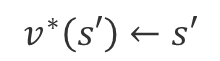 v*(s′) ← s′